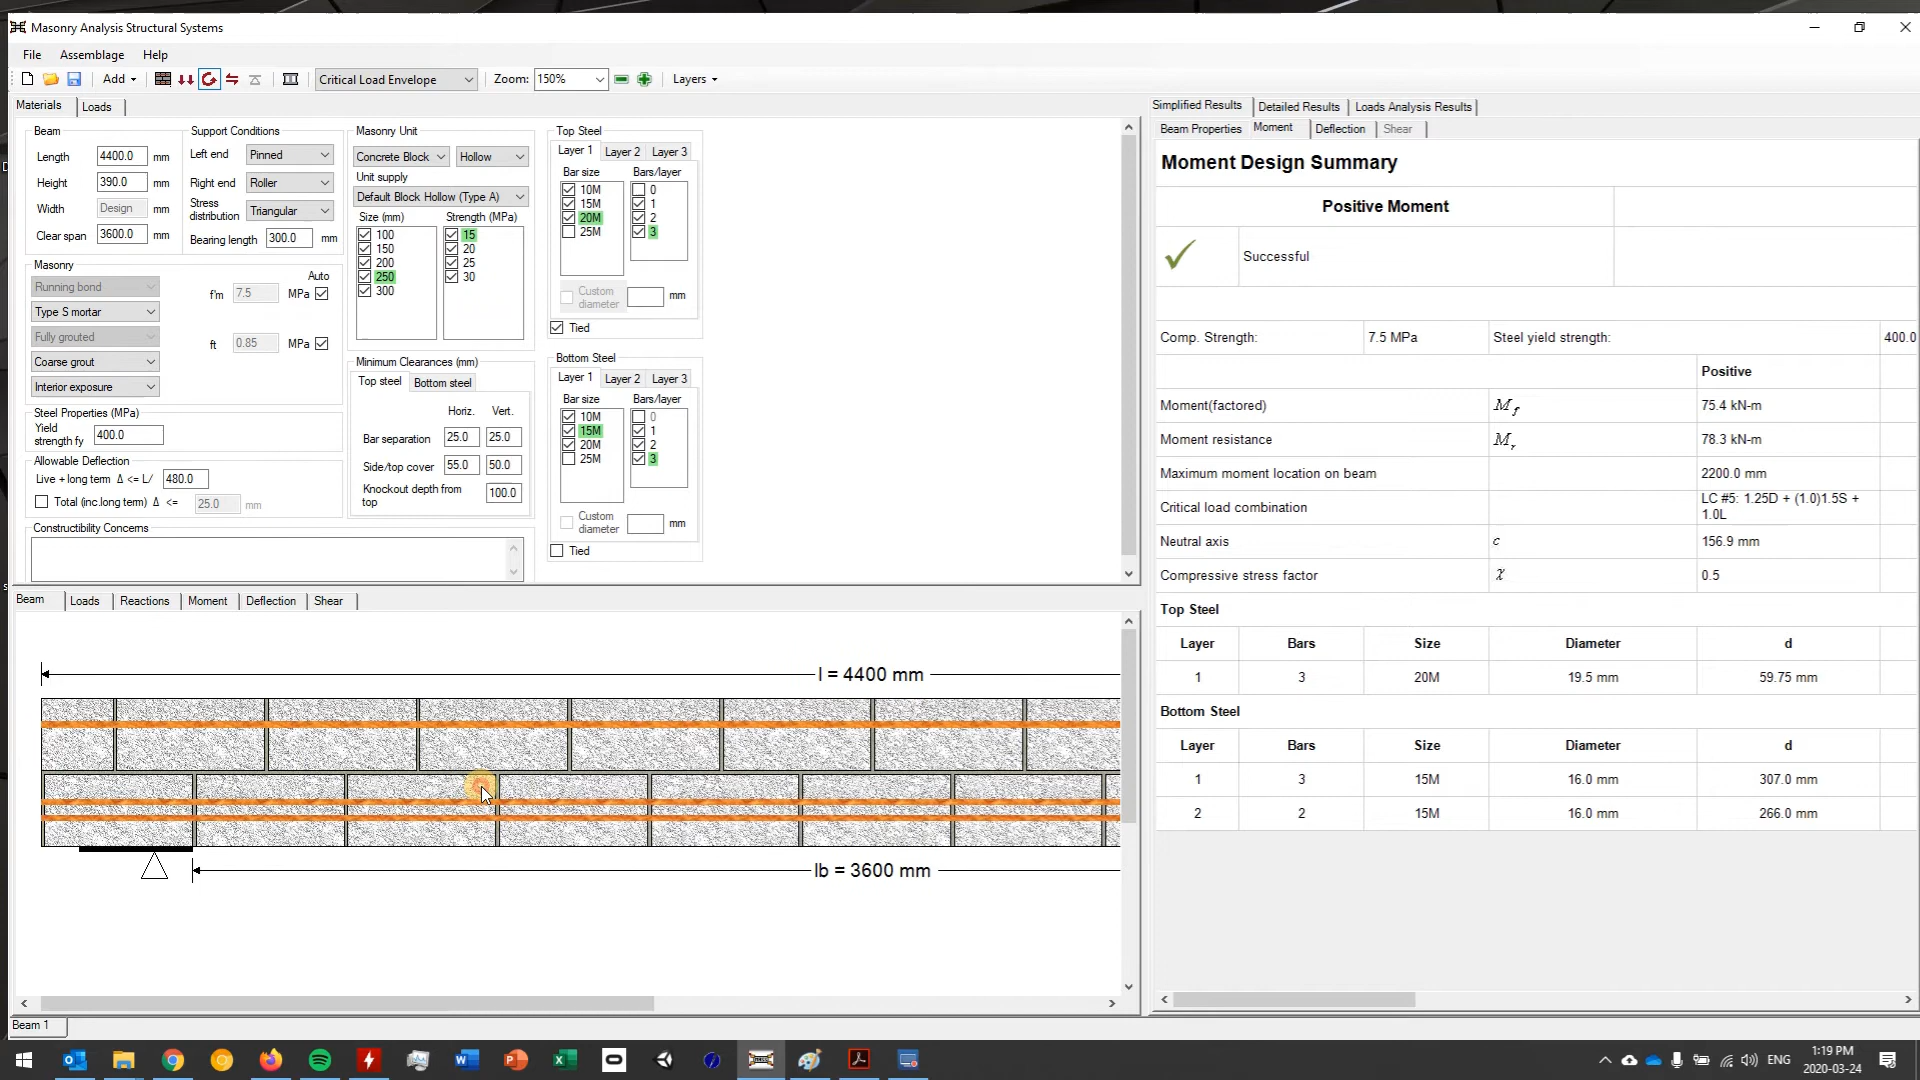 Masonry Analysis Structural Systems
File Assemblage Help
Add Critical Load Envelope Zoom: 150% Layers
Materials Loads
Beam
Length 4400.0 mm
Height 390.0 mm
Width Design mm
Clear span 3600.0 mm
Support Conditions
Left end Pinned
Right end Roller
Stress distribution Triangular
Bearing length 300.0 mm
Masonry
Running bond
Type S mortar
Fully grouted
Coarse grout
Interior exposure
Auto
f'm 7.5 MPa
ft 0.85 MPa
Steel Properties (MPa)
Yield strength fy 400.0
Allowable Deflection
Live + long term Δ <= L/ 480.0
Total (inc.long term) Δ <= 25.0 mm
Constructibility Concerns
Masonry Unit
Concrete Block Hollow
Unit supply
Default Block Hollow (Type A)
Size (mm) Strength (MPa)
100 15
150 20
200 25
250 30
300
Minimum Clearances (mm)
Top steel Bottom steel
Horiz. Vert.
Bar separation 25.0 25.0
Side/top cover 55.0 50.0
Knockout depth from top 100.0
Top Steel
Layer 1 Layer 2 Layer 3
Bar size Bars/layer
10M 0
15M 1
20M 2
25M 3
Custom diameter mm
Tied
Bottom Steel
Layer 1 Layer 2 Layer 3
Bar size Bars/layer
10M 0
15M 1
20M 2
25M 3
Custom diameter mm
Tied
Beam Loads Reactions Moment Deflection Shear
l = 4400 mm
lb = 3600 mm
Beam 1
Simplified Results Detailed Results Loads Analysis Results
Beam Properties Moment Deflection Shear
Moment Design Summary
Positive Moment
Successful
Comp. Strength: 7.5 MPa Steel yield strength: 400.0
Positive
Moment(factored) Mf 75.4 kN-m
Moment resistance Mr 78.3 kN-m
Maximum moment location on beam 2200.0 mm
Critical load combination LC #5: 1.25D + (1.0)1.5S + 1.0L
Neutral axis c 156.9 mm
Compressive stress factor χ 0.5
Top Steel
Layer Bars Size Diameter d
1 3 20M 19.5 mm 59.75 mm
Bottom Steel
Layer Bars Size Diameter d
1 3 15M 16.0 mm 307.0 mm
2 2 15M 16.0 mm 266.0 mm
ENG
1:19 PM
2020-03-24